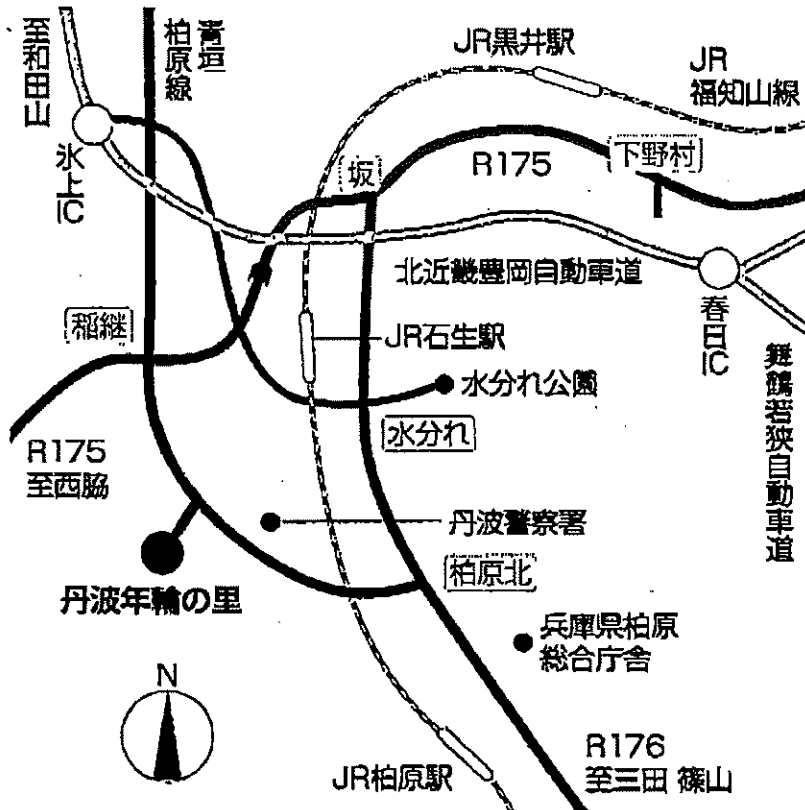 至和田山
青垣
柏原線
JR黒井駅
JR
福知山線
氷上IC
坂
R175
下野村
北近畿豊岡自動車道
春日IC
稲継
JR石生駅
水分れ公園
舞鶴若狭自動車道
R175
至西脇
水分れ
丹波警察署
柏原北
丹波年輪の里
兵庫県柏原
総合庁舎
N
JR柏原駅
R176
至三田 篠山